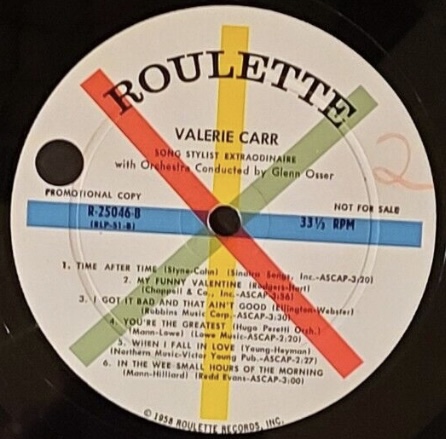 ROULETTE
VALERIE CARR
SONG STYLIST EXTRAODINAIRE
with Orchestra Conducted by Glenn Osser
PROMOTIONAL COPY
NOT FOR SALE
R-25046-B
(RLP-51-B)
33⅓ RPM
2
1. TIME AFTER TIME (Styne-Cahn) (Sinatra Songs, Inc.-ASCAP-3:20)
2. MY FUNNY VALENTINE (Rodgers-Hart)
(Chappell & Co., Inc.-ASCAP-3:56)
3. I GOT IT BAD AND THAT AIN'T GOOD (Ellington-Webster)
(Robbins Music Corp.-ASCAP-3:30)
4. YOU'RE THE GREATEST (Hugo Peretti Orch.)
(Mann-Lowe) (Lowe Music-ASCAP-2:20)
5. WHEN I FALL IN LOVE (Young-Heyman)
(Northern Music-Victor Young Pub.-ASCAP-2:27)
6. IN THE WEE SMALL HOURS OF THE MORNING
(Mann-Hilliard) (Redd Evans-ASCAP-3:00)
© 1958 ROULETTE RECORDS, INC.